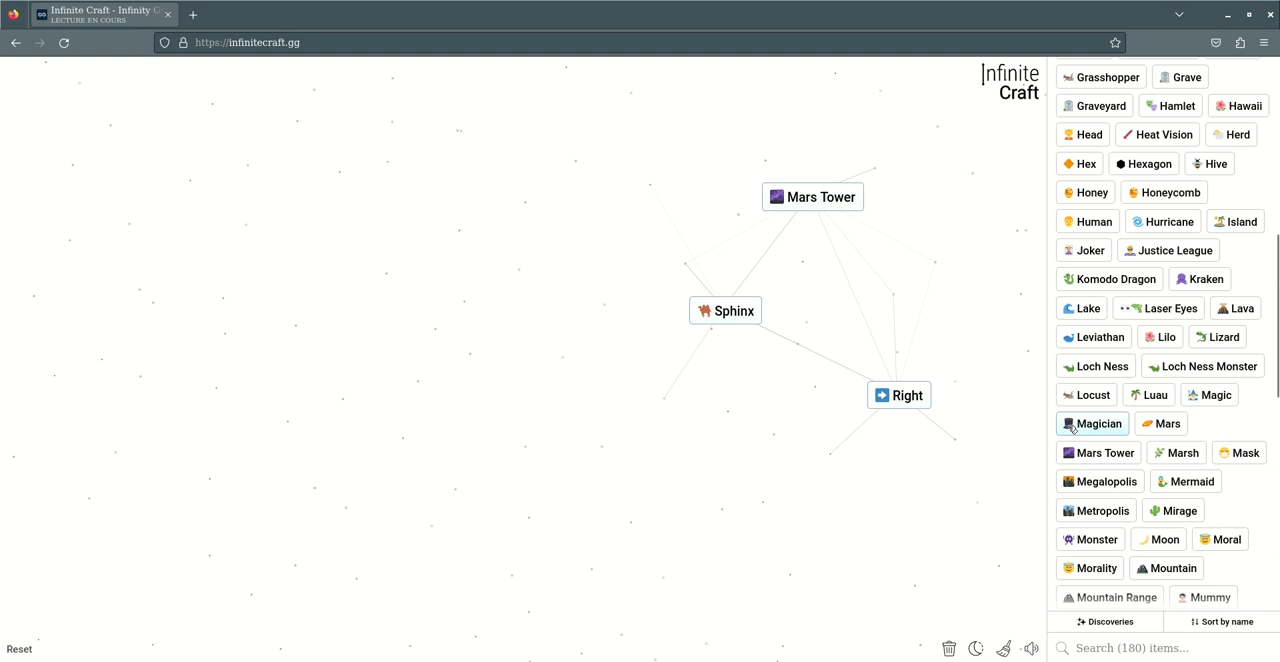 Infinite Craft - Infinity C
LECTURE EN COURS
https://infinitecraft.gg
Infinite
Craft
Mars Tower
Sphinx
Right
Grasshopper Grave
Graveyard Hamlet Hawaii
Head Heat Vision Herd
Hex Hexagon Hive
Honey Honeycomb
Human Hurricane Island
Joker Justice League
Komodo Dragon Kraken
Lake Laser Eyes Lava
Leviathan Lilo Lizard
Loch Ness Loch Ness Monster
Locust Luau Magic
Magician Mars
Mars Tower Marsh Mask
Megalopolis Mermaid
Metropolis Mirage
Monster Moon Moral
Morality Mountain
Mountain Range Mummy
Discoveries Sort by name
Search (180) items...
Reset